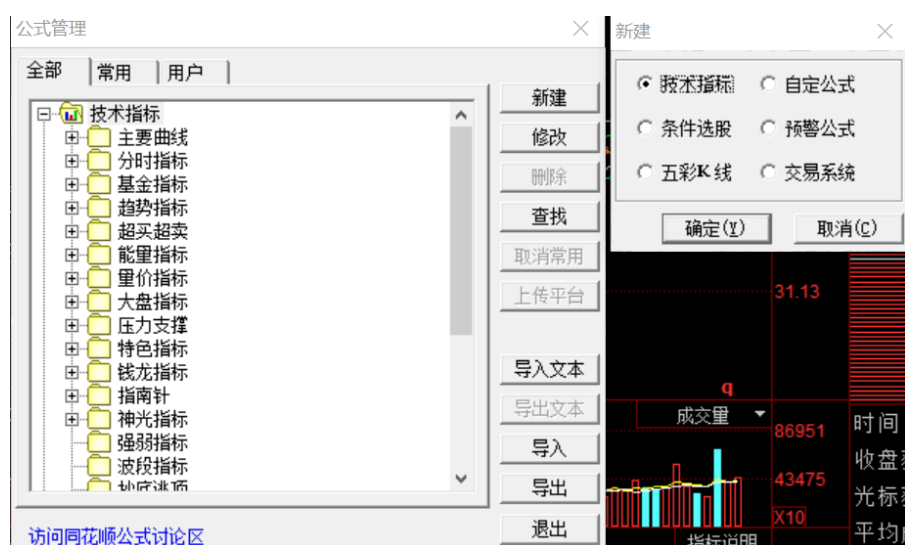 公式管理
全部 常用 用户
技术指标
主要曲线
分时指标
基金指标
趋势指标
超买超卖
能量指标
量价指标
大盘指标
压力支撑
特色指标
钱龙指标
指南针
神光指标
强弱指标
波段指标
抄底逃顶
新建
修改
删除
查找
取消常用
上传平台
导入文本
导出文本
导入
导出
退出
访问同花顺公式讨论区
新建
技术指标 自定公式
条件选股 预警公式
五彩K线 交易系统
确定(Y) 取消(C)
31.13
q
成交量
86951
43475
X10
指标说明
时间
收盘
光标
平均